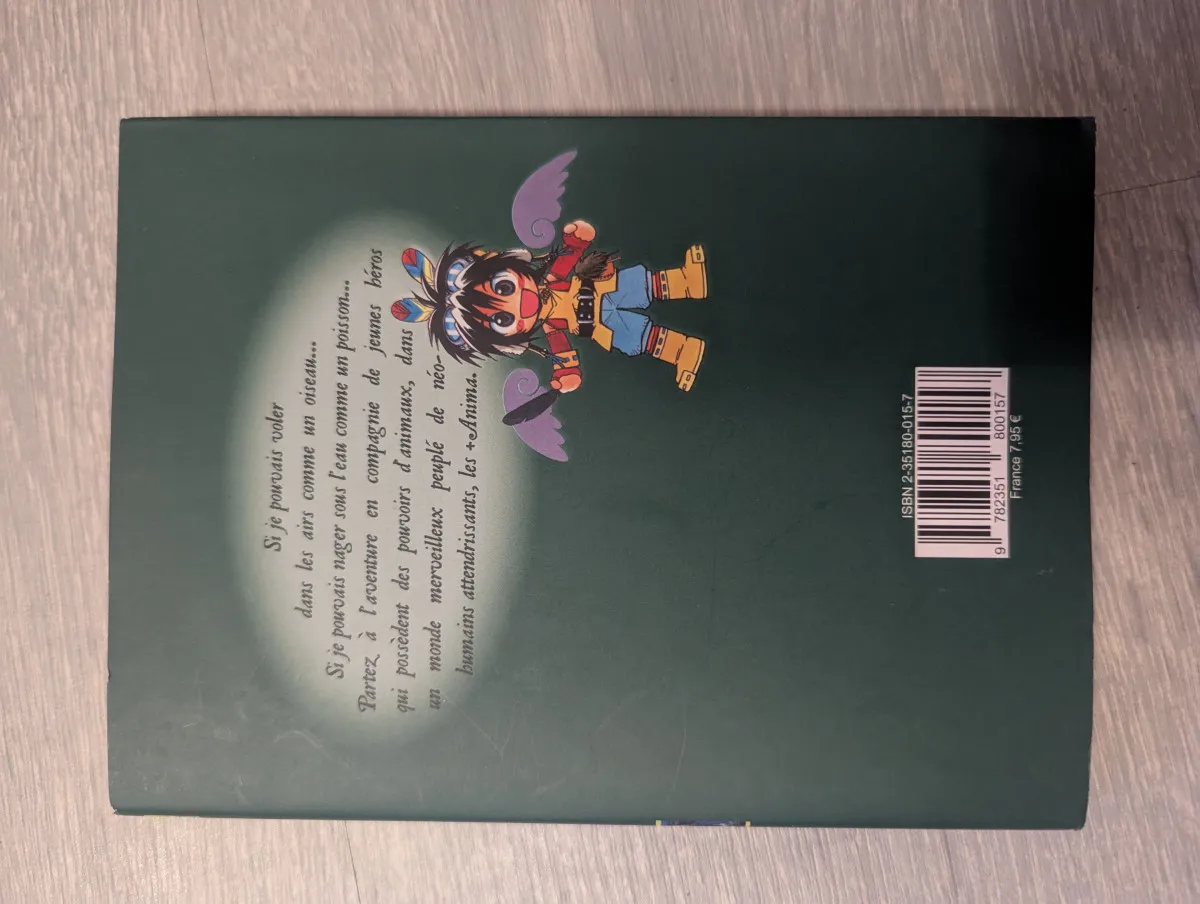 Si je pouvais voler
dans les airs comme un oiseau...
Si je pouvais nager sous l'eau comme un poisson...
Partez à l'aventure en compagnie de jeunes héros
qui possèdent des pouvoirs d'animaux, dans
un monde merveilleux peuplé de néo-
humains attendrissants, les +Anima.
ISBN 2-35180-015-7
9 782351 800157
France 7,95 €